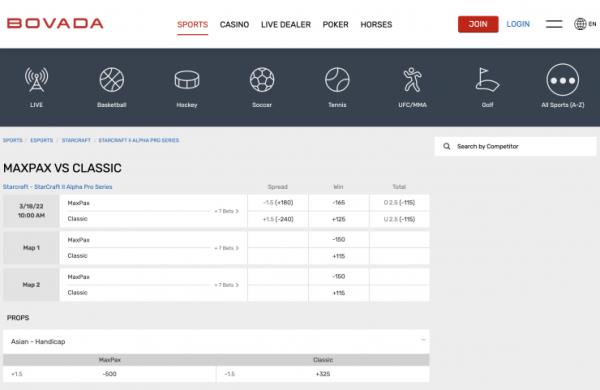 BOVADA
SPORTS CASINO LIVE DEALER POKER HORSES JOIN LOGIN EN
LIVE Basketball Hockey Soccer Tennis UFC/MMA Golf All Sports (A-Z)
SPORTS / ESPORTS / STARCRAFT / STARCRAFT II ALPHA PRO SERIES
Search by Competitor
MAXPAX VS CLASSIC
Starcraft - StarCraft II Alpha Pro Series Spread Win Total
3/18/22
10:00 AM
MaxPax -1.5 (+180) -165 O 2.5 (-115)
+ 7 Bets >
Classic +1.5 (-240) +125 U 2.5 (-115)
Map 1
MaxPax -150
+ 7 Bets >
Classic +115
Map 2
MaxPax -150
+ 7 Bets >
Classic +115
PROPS
Asian - Handicap
MaxPax Classic
+1.5 -500 -1.5 +325